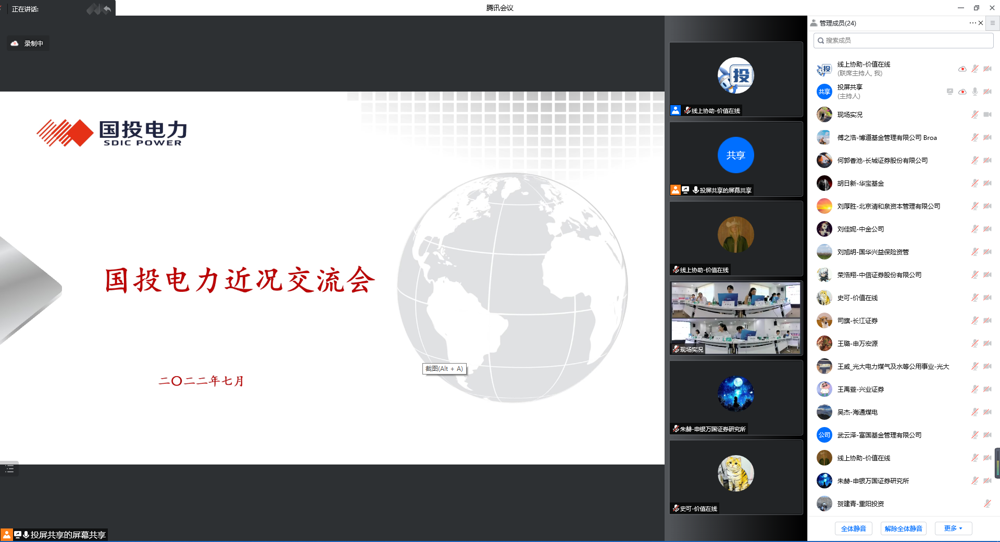 正在讲话:
腾讯会议
录制中
国投电力
SDIC POWER
国投电力近况交流会
二〇二二年七月
截图(Alt + A)
投屏共享的屏幕共享
投
线上协助-价值在线
共享
投屏共享的屏幕共享
线上协助-价值在线
现场实况
朱赫-申银万国证券研究所
史可-价值在线
管理成员(24)
搜索成员
投
线上协助-价值在线
(联席主持人, 我)
共享
投屏共享
(主持人)
现场实况
傅之浩-博道基金管理有限公司 Broa
何郭香池-长城证券股份有限公司
胡日新-华宝基金
刘厚胜-北京清和泉资本管理有限公司
刘佳妮-中金公司
刘旭明-国华兴益保险资管
荣浩翔-中信证券股份有限公司
史可-价值在线
司旗-长江证券
王璐-申万宏源
王威_光大电力煤气及水等公用事业-光大
王禹萱-兴业证券
吴杰-海通煤电
公司
武云泽-富国基金管理有限公司
线上协助-价值在线
朱赫-申银万国证券研究所
贺建青-重阳投资
全体静音
解除全体静音
更多